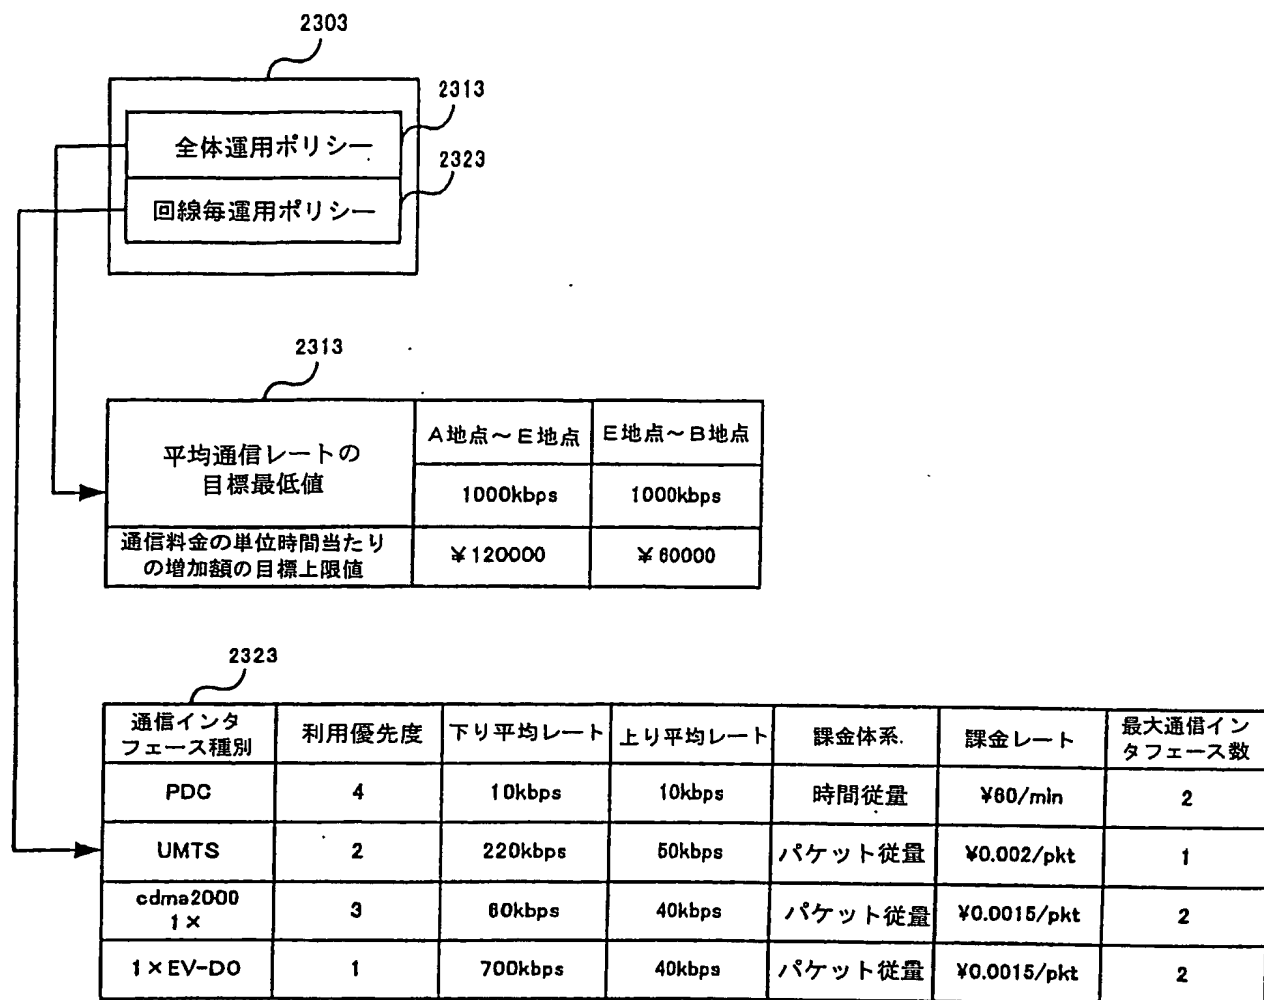 2303
2313
全体運用ポリシー
2323
回線毎運用ポリシー
2313
平均通信レートの
目標最低値
A地点～E地点
E地点～B地点
1000kbps
1000kbps
通信料金の単位時間当たり
の増加額の目標上限値
¥120000
¥60000
2323
通信インタ
フェース種別
利用優先度
下り平均レート
上り平均レート
課金体系
課金レート
最大通信イン
タフェース数
PDC
4
10kbps
10kbps
時間従量
¥60/min
2
UMTS
2
220kbps
50kbps
パケット従量
¥0.002/pkt
1
cdma2000
1×
3
60kbps
40kbps
パケット従量
¥0.0015/pkt
2
1×EV-DO
1
700kbps
40kbps
パケット従量
¥0.0015/pkt
2